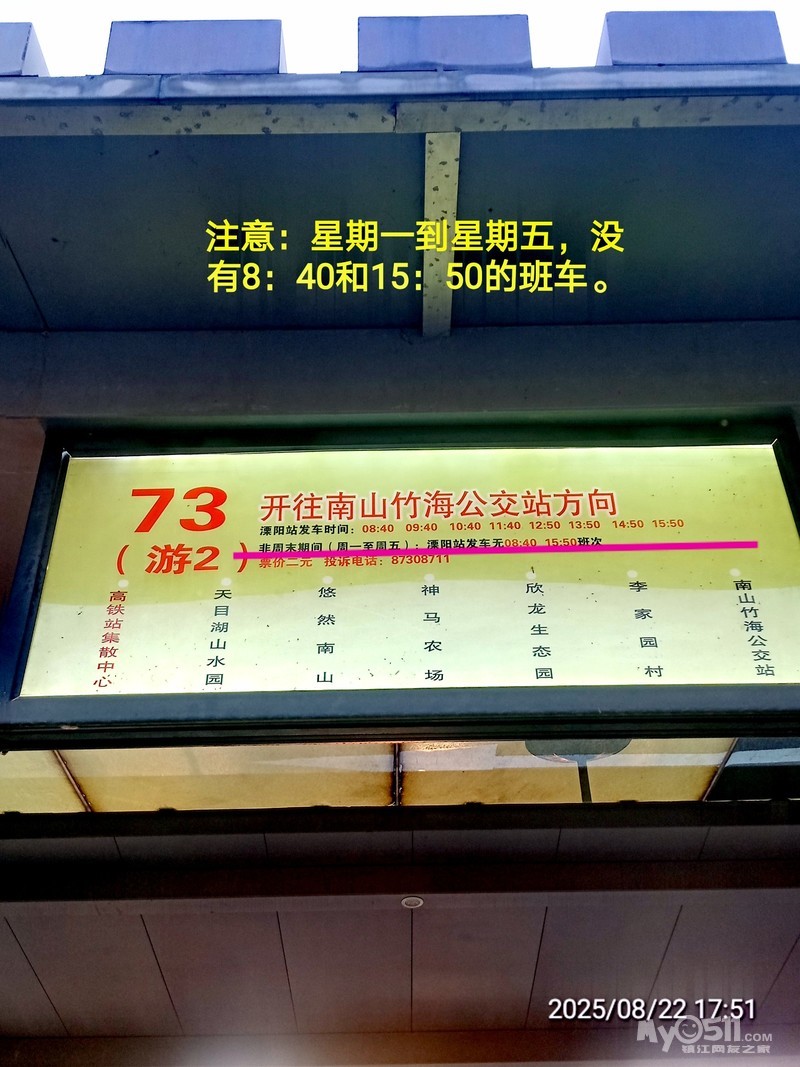 注意：星期一到星期五，没
有8：40和15：50的班车。
73
（游2）
开往南山竹海公交站方向
溧阳站发车时间：08:40 09:40 10:40 11:40 12:50 13:50 14:50 15:50
非周末期间（周一至周五）：溧阳站发车无08:40 15:50班次
票价二元 投诉电话：87308711
高铁站集散中心
天目湖山水园
悠然南山
神马农场
欣龙生态园
李家园村
南山竹海公交站
2025/08/22 17:51
My0511.COM
镇江网友之家